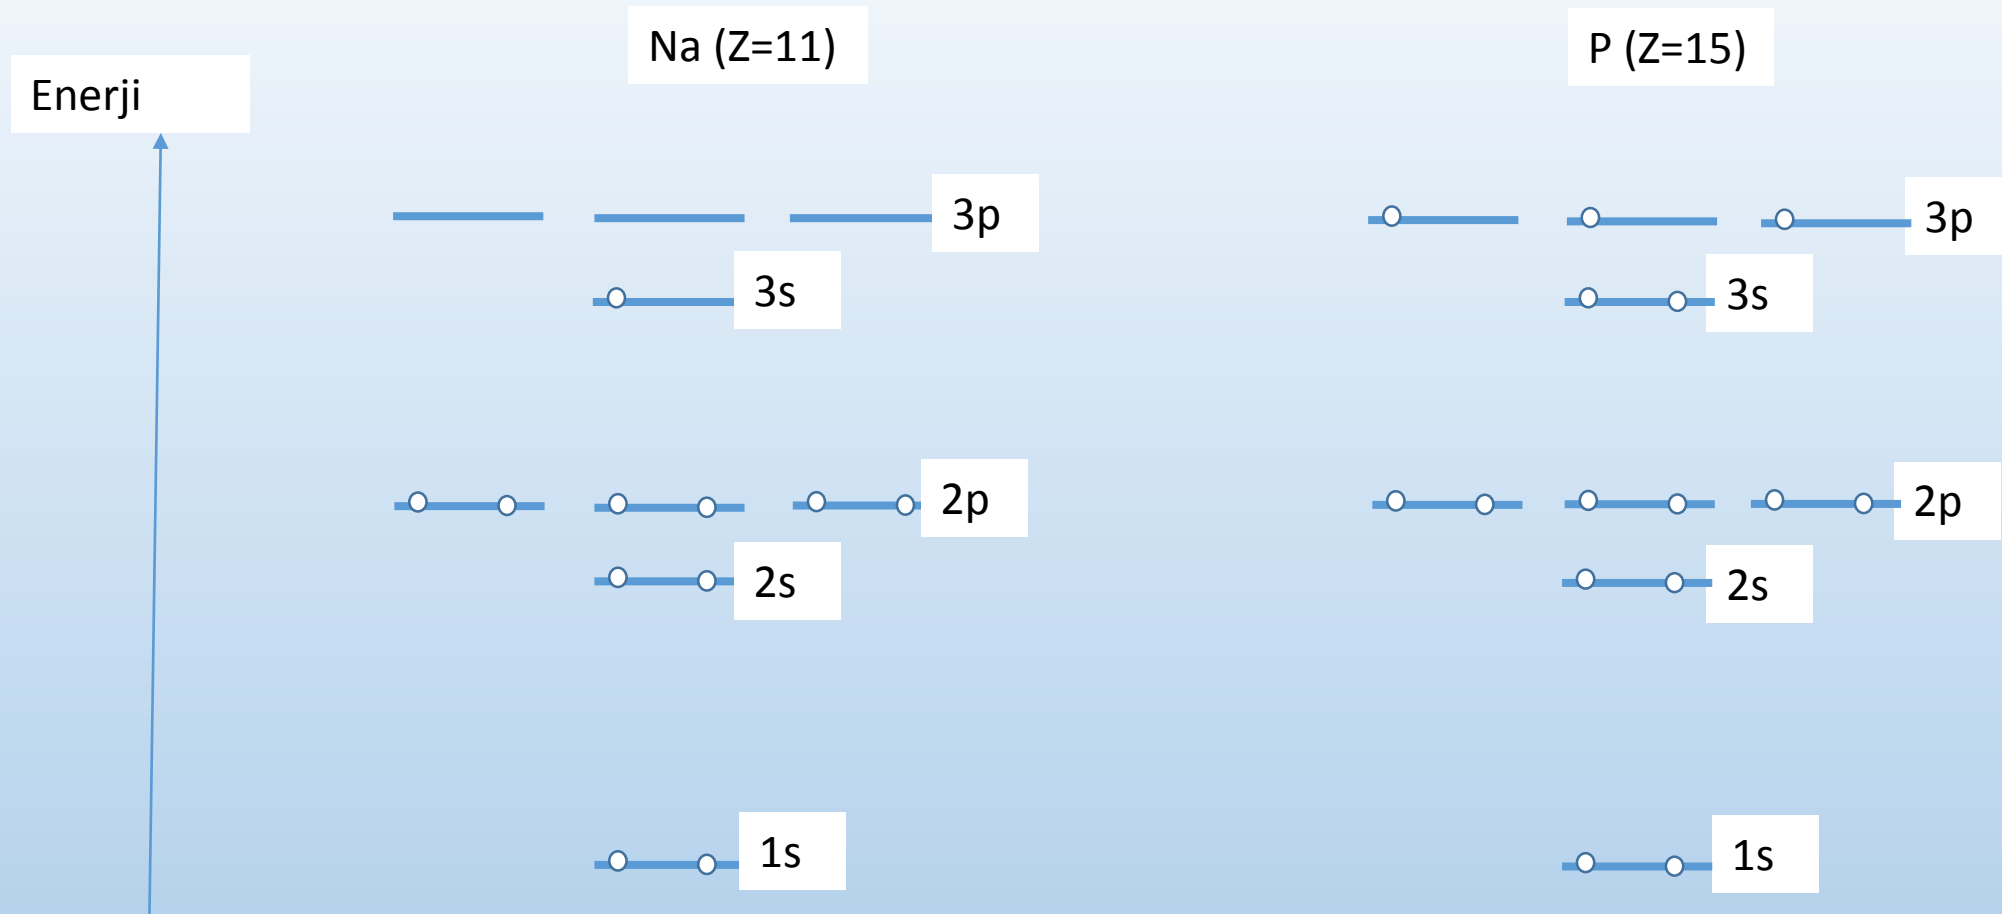 Na (Z=11)
P (Z=15)
Enerji
3p
3p
3s
3s
2p
2p
2s
2s
1s
1s